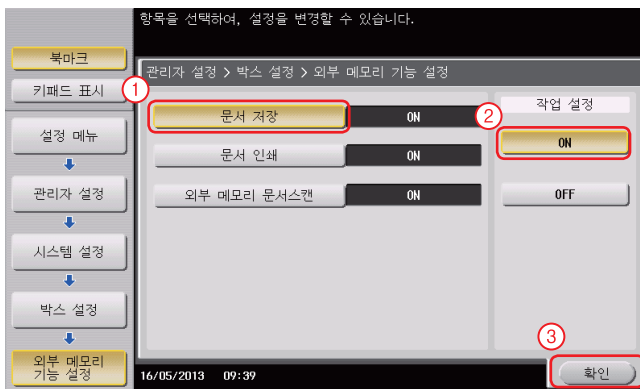 항목을 선택하여, 설정을 변경할 수 있습니다.
북마크
키패드 표시
설정 메뉴
관리자 설정
시스템 설정
박스 설정
외부 메모리
기능 설정
관리자 설정 > 박스 설정 > 외부 메모리 기능 설정
1
문서 저장 ON
문서 인쇄 ON
외부 메모리 문서스캔 ON
작업 설정
2
ON
OFF
3
확인
16/05/2013 09:39